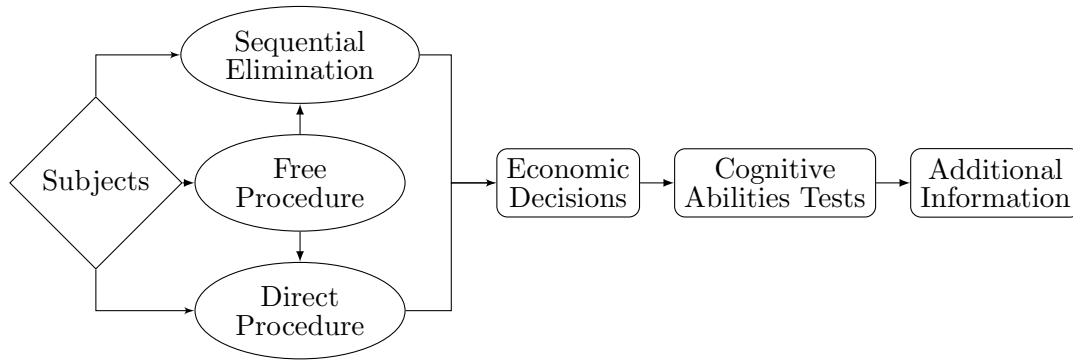 Sequential
Elimination
Subjects
Free
Procedure
Direct
Procedure
Economic
Decisions
Cognitive
Abilities Tests
Additional
Information